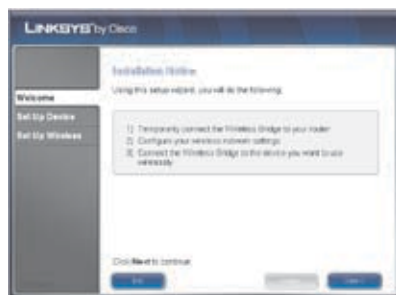 LINKSYS by Cisco
Installation Notice
Using this setup wizard, you will do the following:
Welcome
Set Up Device
Set Up Wireless
1) Temporarily connect the Wireless Bridge to your router
2) Configure your wireless network settings
3) Connect the Wireless Bridge to the device you want to use
wirelessly
Click Next to continue